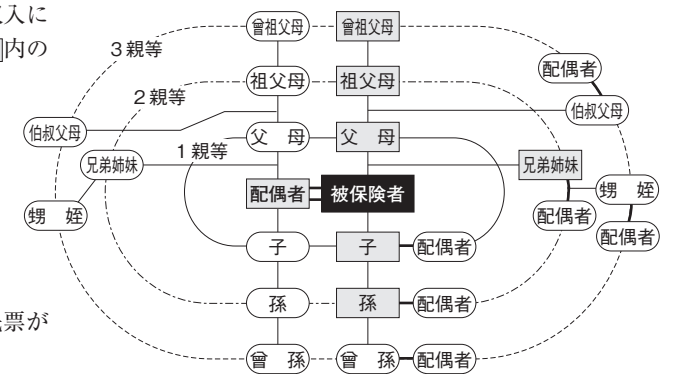 収入に
内の
票が
曾祖父母 曾祖父母
3親等
祖父母 祖父母
配偶者
2親等
伯叔父母
伯叔父母
父 母 父 母
1親等
兄弟姉妹
兄弟姉妹
配偶者 被保険者
甥 姪
甥 姪
配偶者
配偶者
子 子 配偶者
孫 孫 配偶者
曾 孫 曾 孫 配偶者